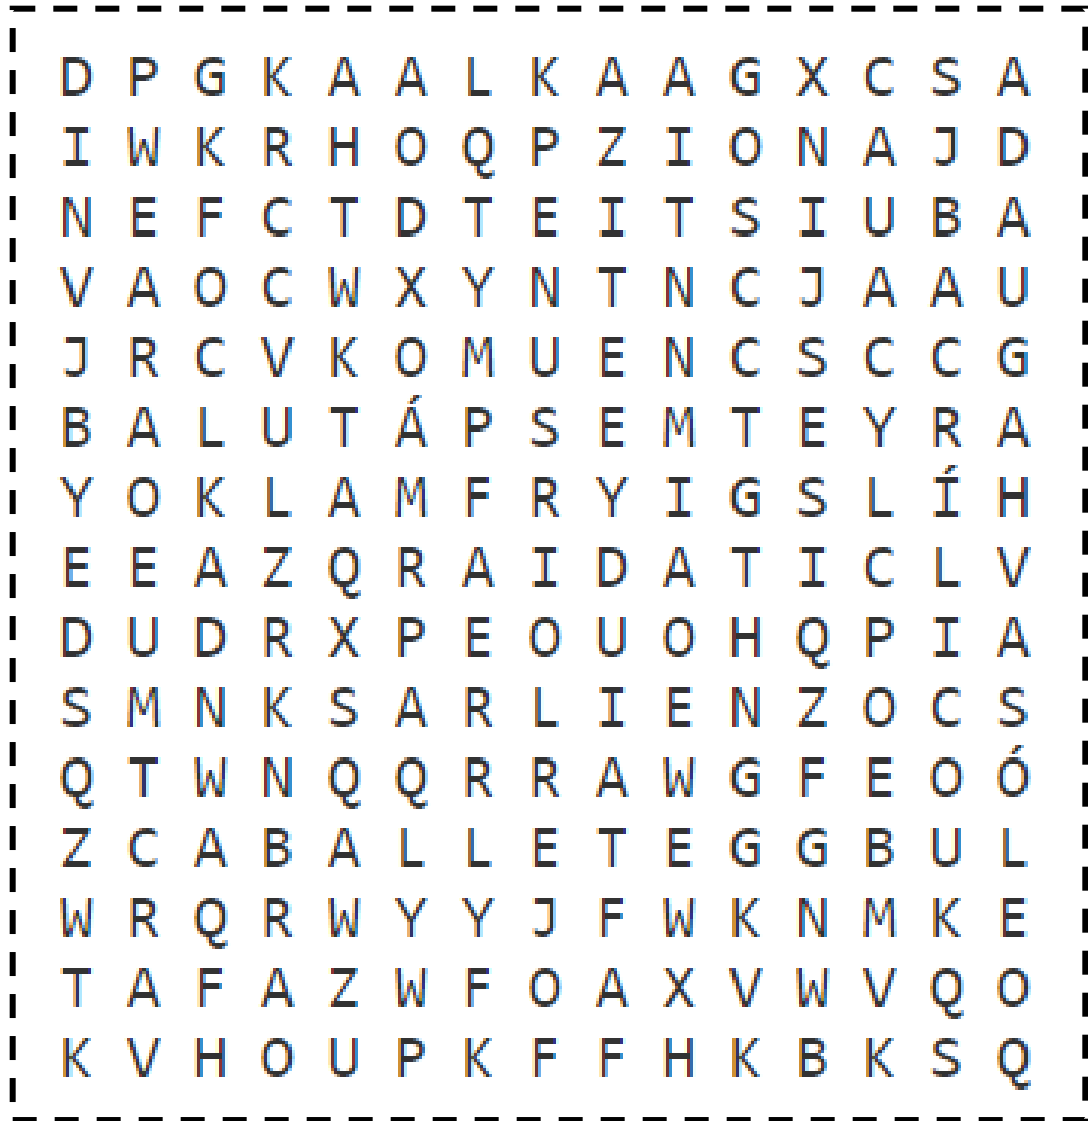 D P G K A A L K A A G X C S A
I W K R H O Q P Z I O N A J D
N E F C T D T E I T S I U B A
V A O C W X Y N T N C J A A U
J R C V K O M U E N C S C C G
B A L U T Á P S E M T E Y R A
Y O K L A M F R Y I G S L Í H
E E A Z Q R A I D A T I C L V
D U D R X P E O U O H Q P I A
S M N K S A R L I E N Z O C S
Q T W N Q Q R R A W G F E O Ó
Z C A B A L L E T E G G B U L
W R Q R W Y Y J F W K N M K E
T A F A Z W F O A X V W V Q O
K V H O U P K F F H K B K S Q